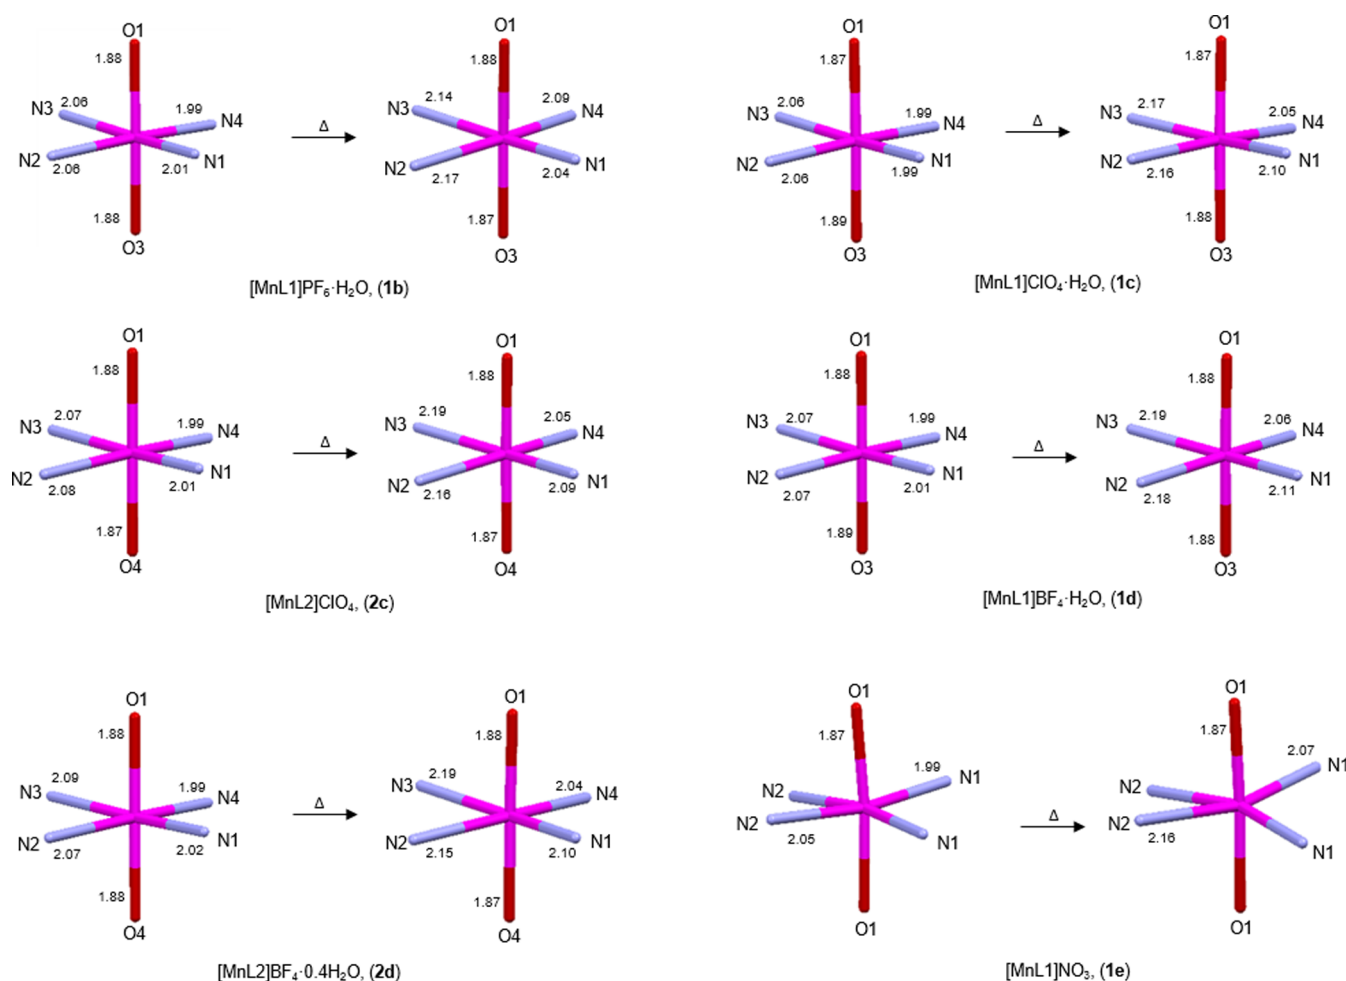 O1
1.88
N3 2.06
1.99 N4
N2 2.06
2.01 N1
1.88
O3
Δ
O1
1.88
N3 2.14
2.09 N4
N2 2.17
2.04 N1
1.87
O3
[MnL1]PF₆·H₂O, (1b)
O1
1.87
N3 2.06
1.99 N4
N2 2.06
1.99 N1
1.89
O3
Δ
O1
1.87
N3 2.17
2.05 N4
N2 2.16
2.10 N1
1.88
O3
[MnL1]ClO₄·H₂O, (1c)
O1
1.88
N3 2.07
1.99 N4
N2 2.08
2.01 N1
1.87
O4
Δ
O1
1.88
N3 2.19
2.05 N4
N2 2.16
2.09 N1
1.87
O4
[MnL2]ClO₄, (2c)
O1
1.88
N3 2.07
1.99 N4
N2 2.07
2.01 N1
1.89
O3
Δ
O1
1.88
N3 2.19
2.06 N4
N2 2.18
2.11 N1
1.88
O3
[MnL1]BF₄·H₂O, (1d)
O1
1.88
N3 2.09
1.99 N4
N2 2.07
2.02 N1
1.88
O4
Δ
O1
1.88
N3 2.19
2.04 N4
N2 2.15
2.10 N1
1.87
O4
[MnL2]BF₄·0.4H₂O, (2d)
O1
1.87
1.99 N1
N2
N2 2.05
N1
O1
Δ
O1
1.87
2.07 N1
N2
N2 2.16
N1
O1
[MnL1]NO₃, (1e)